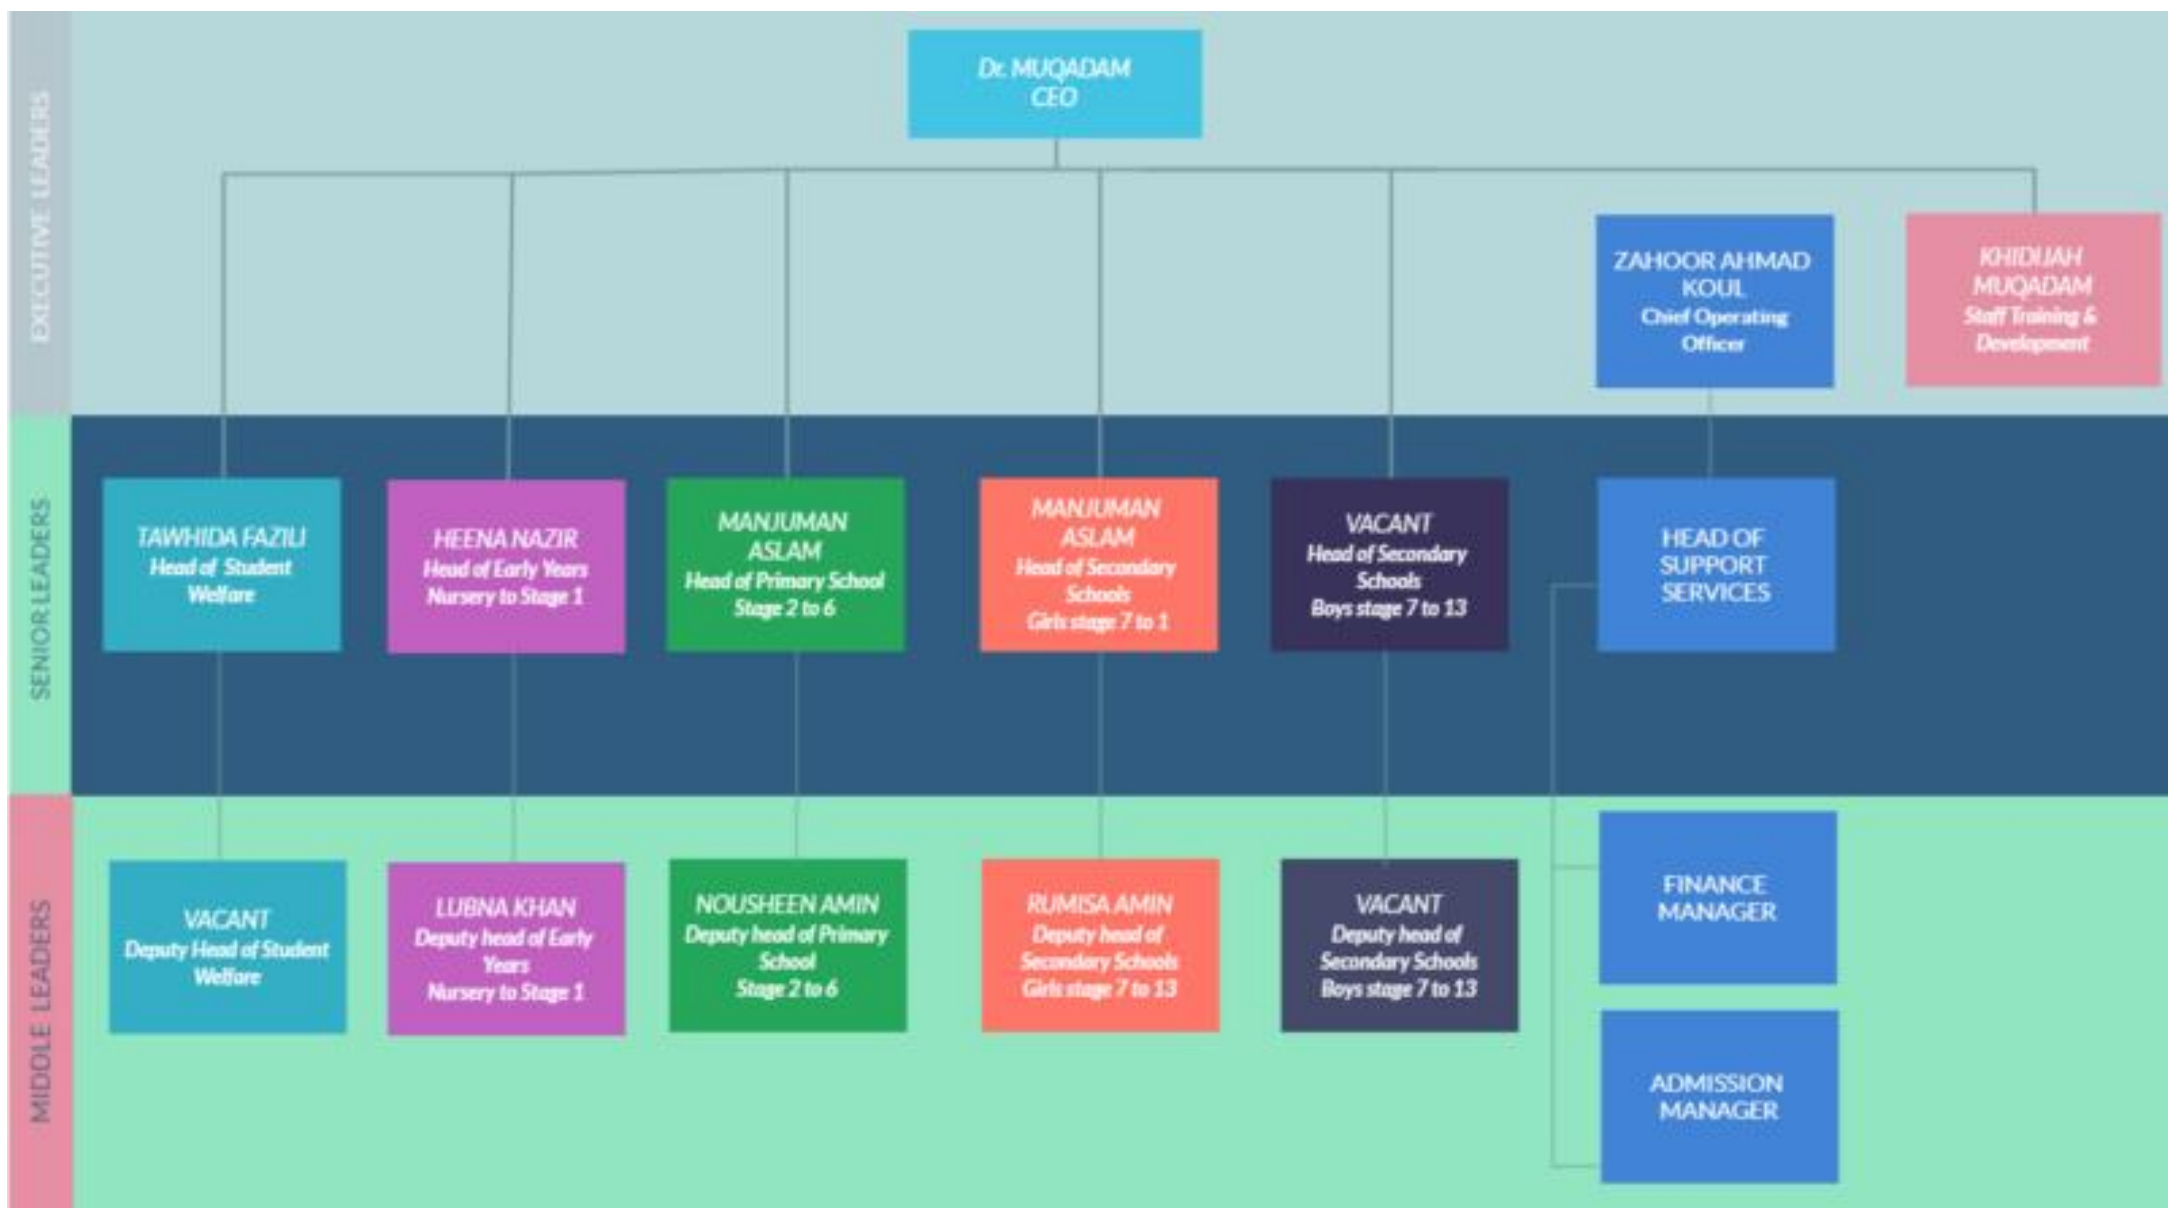 EXECUTIVE LEADERS
Dr. MUQADAM
CEO
ZAHOOR AHMAD
KOUL
Chief Operating
Officer
KHIDIJAH
MUQADAM
Staff Training &
Development
SENIOR LEADERS
TAWHIDA FAZILI
Head of Student
Welfare
HEENA NAZIR
Head of Early Years
Nursery to Stage 1
MANJUMAN
ASLAM
Head of Primary School
Stage 2 to 6
MANJUMAN
ASLAM
Head of Secondary
Schools
Girls stage 7 to 1
VACANT
Head of Secondary
Schools
Boys stage 7 to 13
HEAD OF
SUPPORT
SERVICES
MIDDLE LEADERS
VACANT
Deputy Head of Student
Welfare
LUBNA KHAN
Deputy head of Early
Years
Nursery to Stage 1
NOUSHEEN AMIN
Deputy head of Primary
School
Stage 2 to 6
RUMISA AMIN
Deputy head of
Secondary Schools
Girls stage 7 to 13
VACANT
Deputy head of
Secondary Schools
Boys stage 7 to 13
FINANCE
MANAGER
ADMISSION
MANAGER